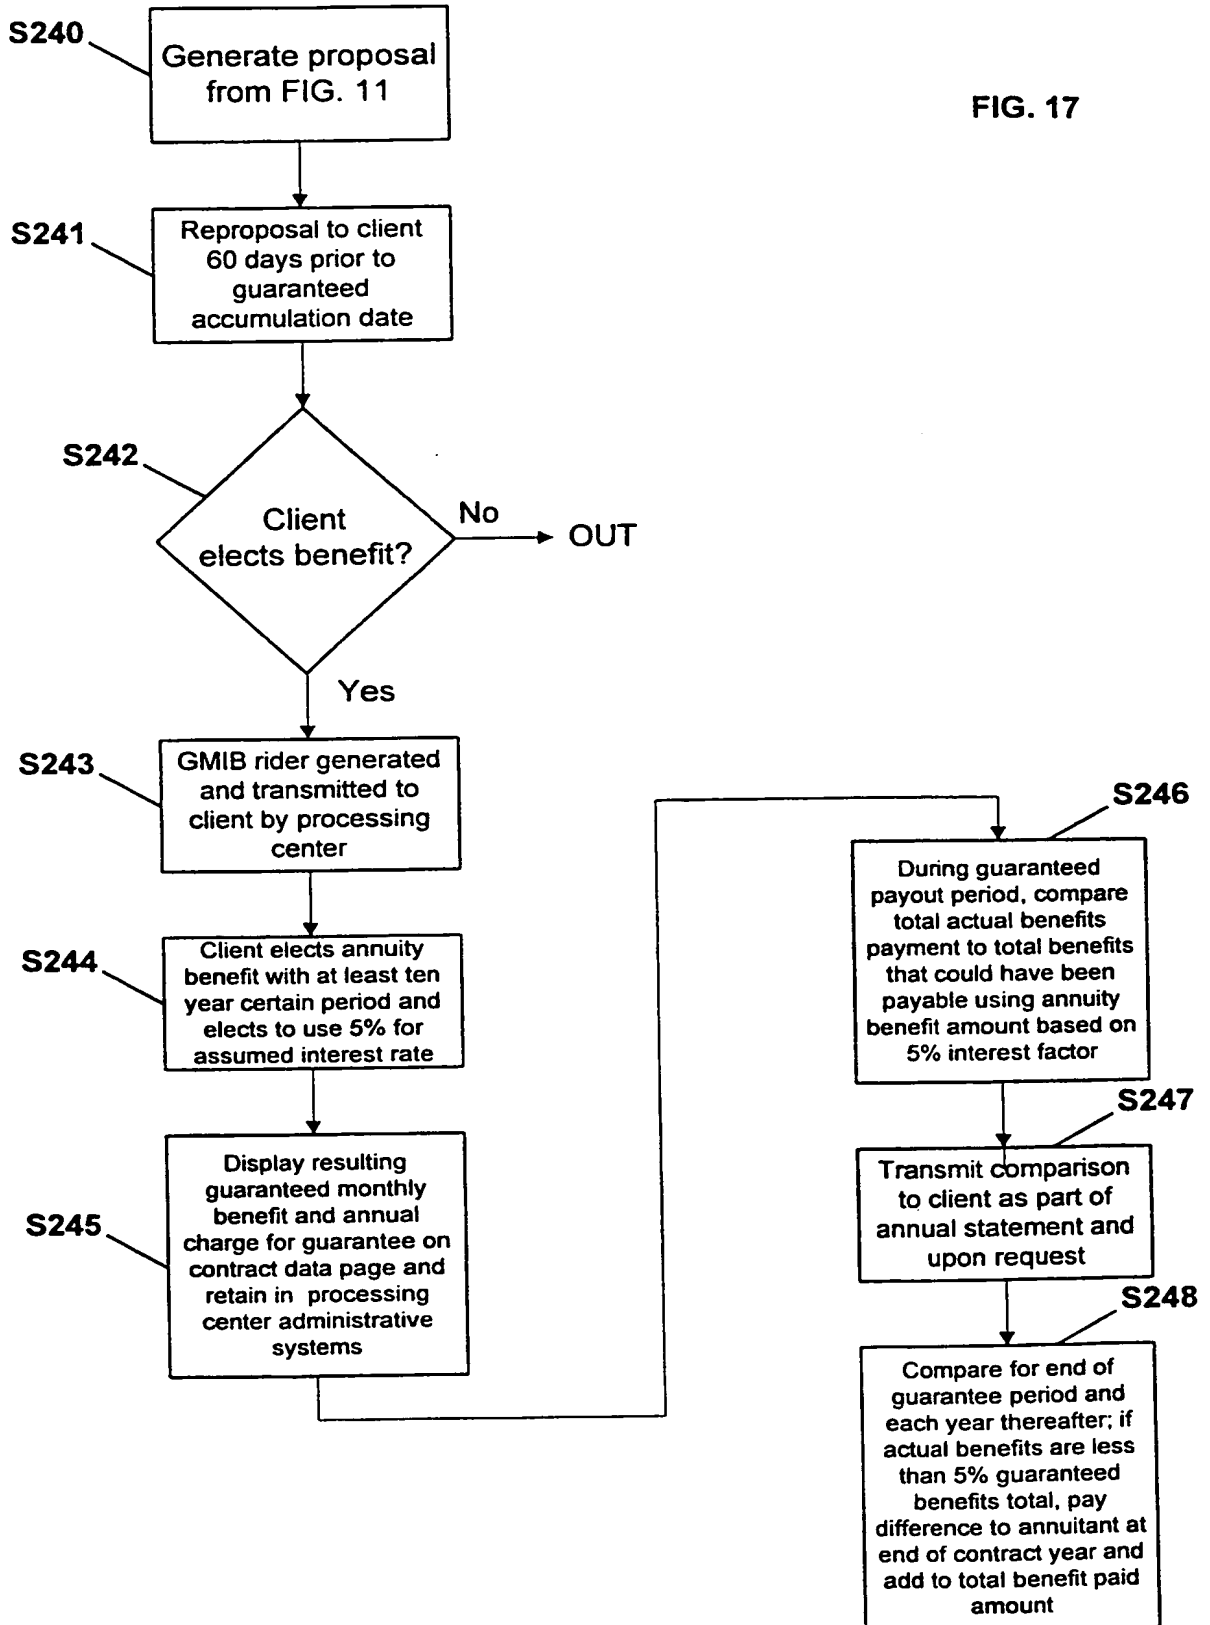 S240
Generate proposal
from FIG. 11
FIG. 17
S241
Reproposal to client
60 days prior to
guaranteed
accumulation date
S242
Client
elects benefit?
No
OUT
Yes
S243
GMIB rider generated
and transmitted to
client by processing
center
S244
Client elects annuity
benefit with at least ten
year certain period and
elects to use 5% for
assumed interest rate
S245
Display resulting
guaranteed monthly
benefit and annual
charge for guarantee on
contract data page and
retain in processing
center administrative
systems
S246
During guaranteed
payout period, compare
total actual benefits
payment to total benefits
that could have been
payable using annuity
benefit amount based on
5% interest factor
S247
Transmit comparison
to client as part of
annual statement and
upon request
S248
Compare for end of
guarantee period and
each year thereafter; if
actual benefits are less
than 5% guaranteed
benefits total, pay
difference to annuitant at
end of contract year and
add to total benefit paid
amount